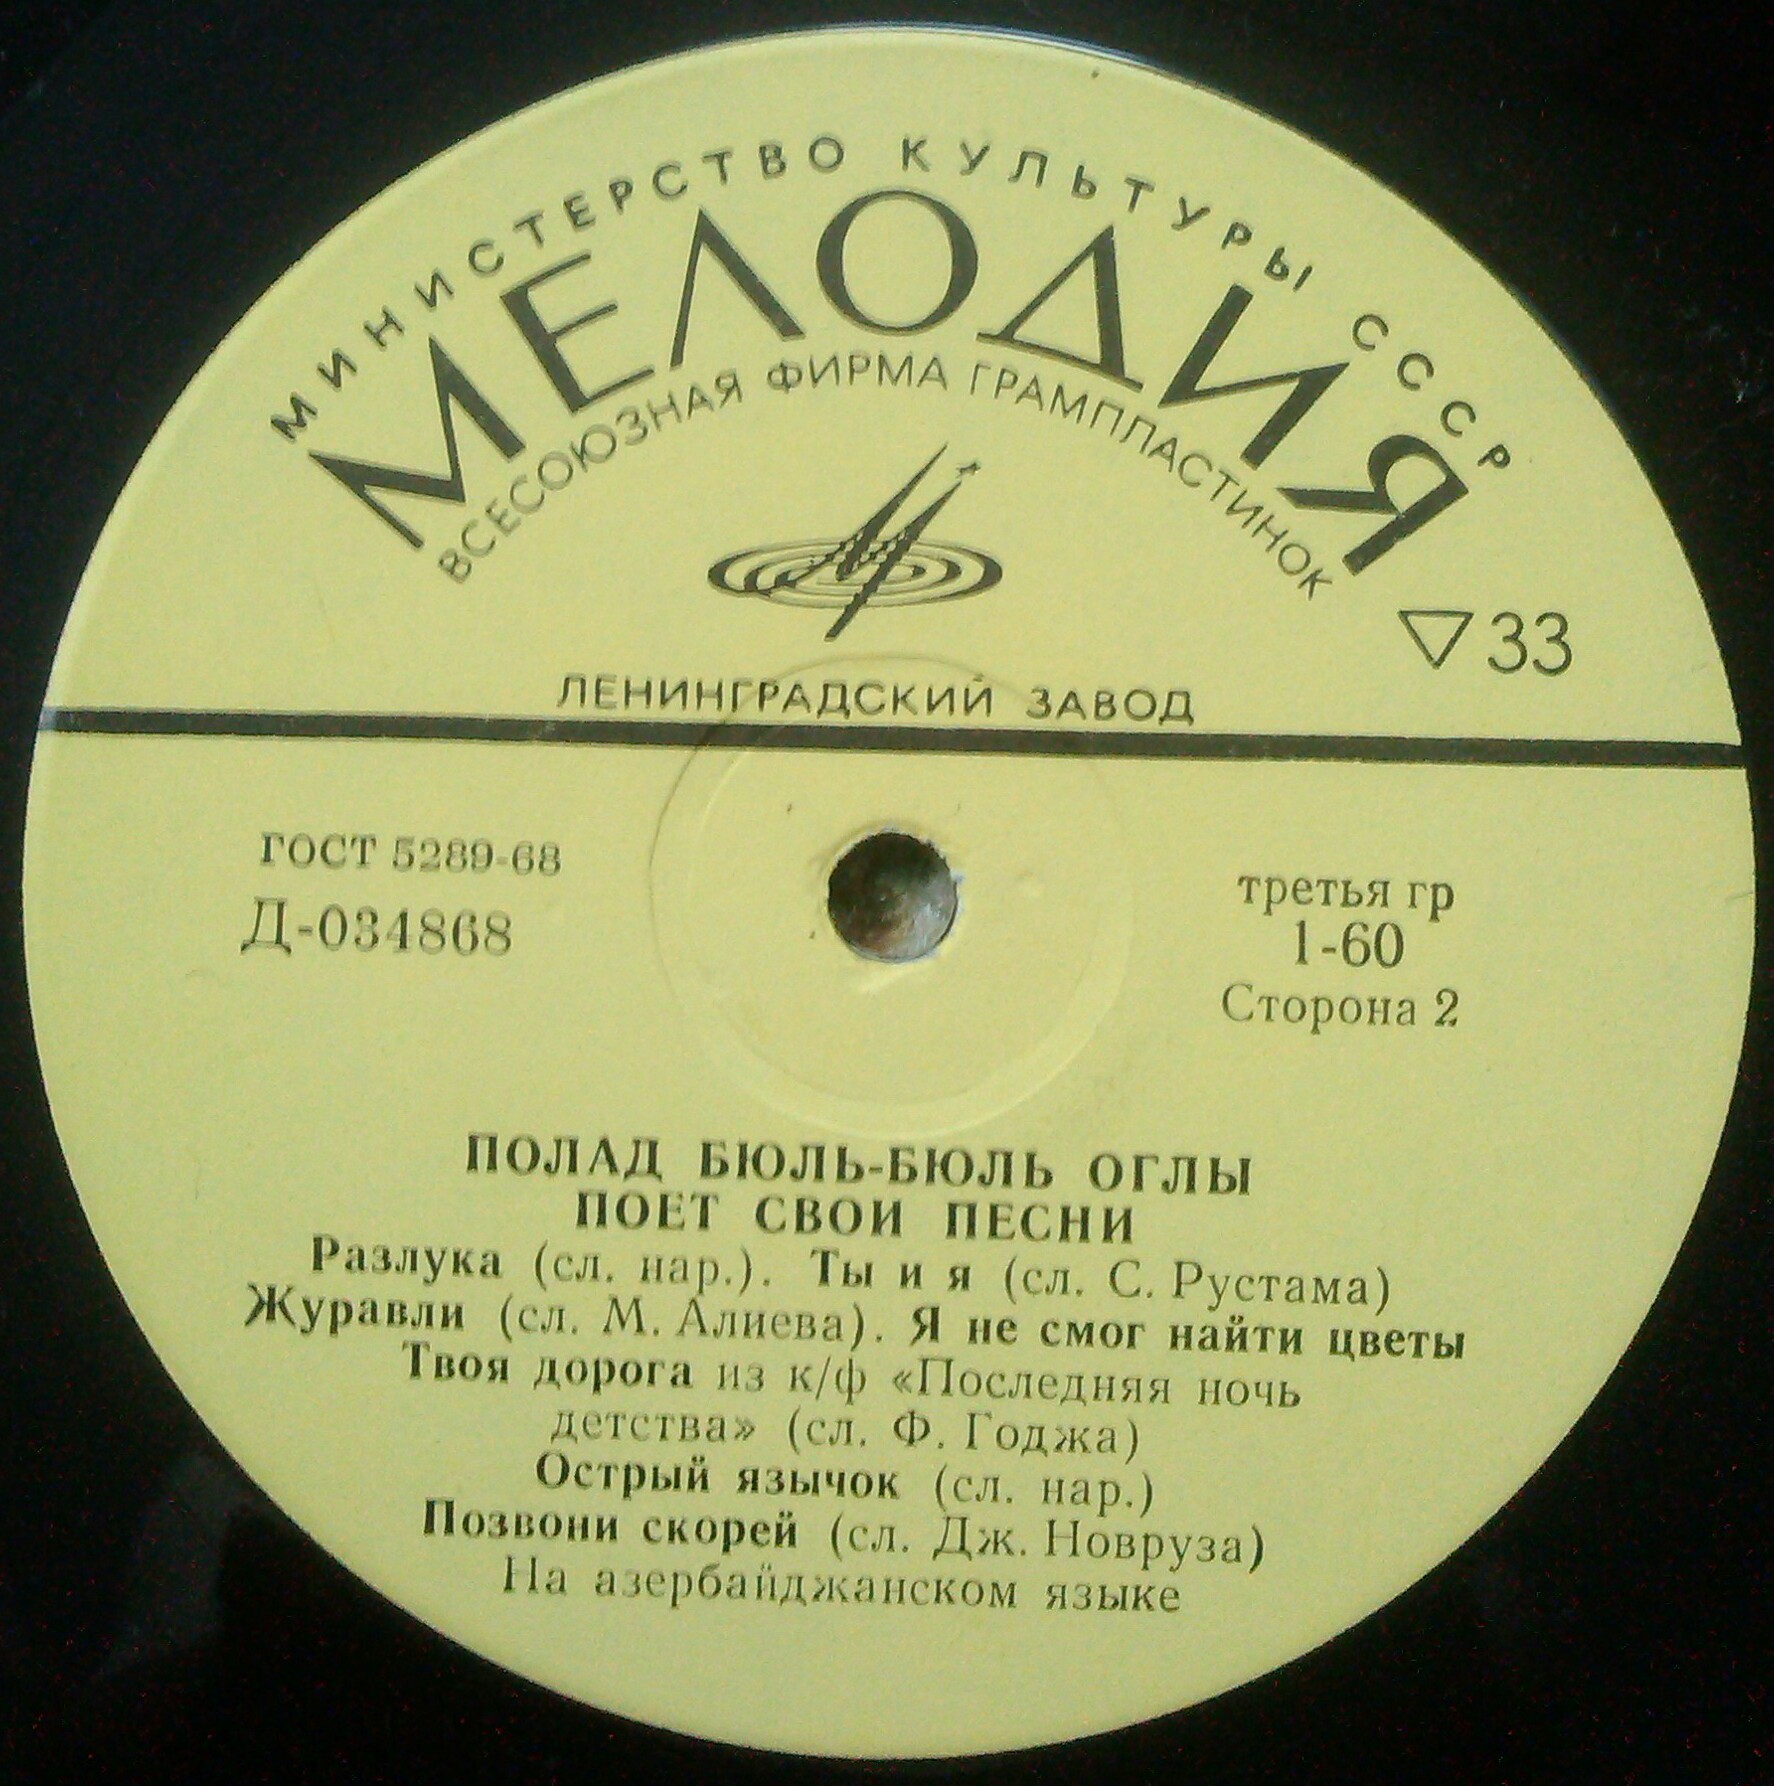 МИНИСТЕРСТВО КУЛЬТУРЫ СССР
МЕЛОДИЯ
ВСЕСОЮЗНАЯ ФИРМА ГРАМПЛАСТИНОК
33
ЛЕНИНГРАДСКИЙ ЗАВОД
ГОСТ 5289-68
Д-034868
третья гр
1-60
Сторона 2
ПОЛАД БЮЛЬ-БЮЛЬ ОГЛЫ
ПОЕТ СВОИ ПЕСНИ
Разлука (сл. нар.). Ты и я (сл. С. Рустама)
Журавли (сл. М. Алиева). Я не смог найти цветы
Твоя дорога из к/ф «Последняя ночь
детства» (сл. Ф. Годжа)
Острый язычок (сл. нар.)
Позвони скорей (сл. Дж. Новруза)
На азербайджанском языке